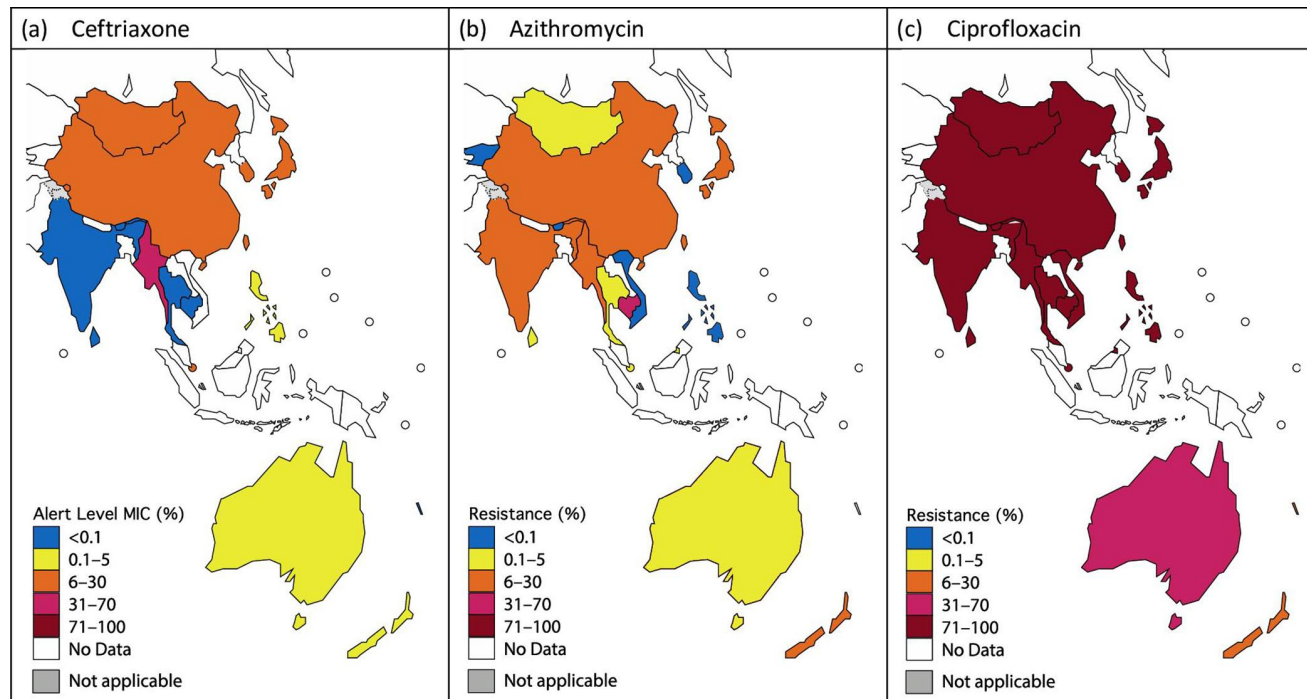 (a) Ceftriaxone
(b) Azithromycin
(c) Ciprofloxacin
Alert Level MIC (%)
<0.1
0.1–5
6–30
31–70
71–100
No Data
Not applicable
Resistance (%)
<0.1
0.1–5
6–30
31–70
71–100
No Data
Not applicable
Resistance (%)
<0.1
0.1–5
6–30
31–70
71–100
No Data
Not applicable